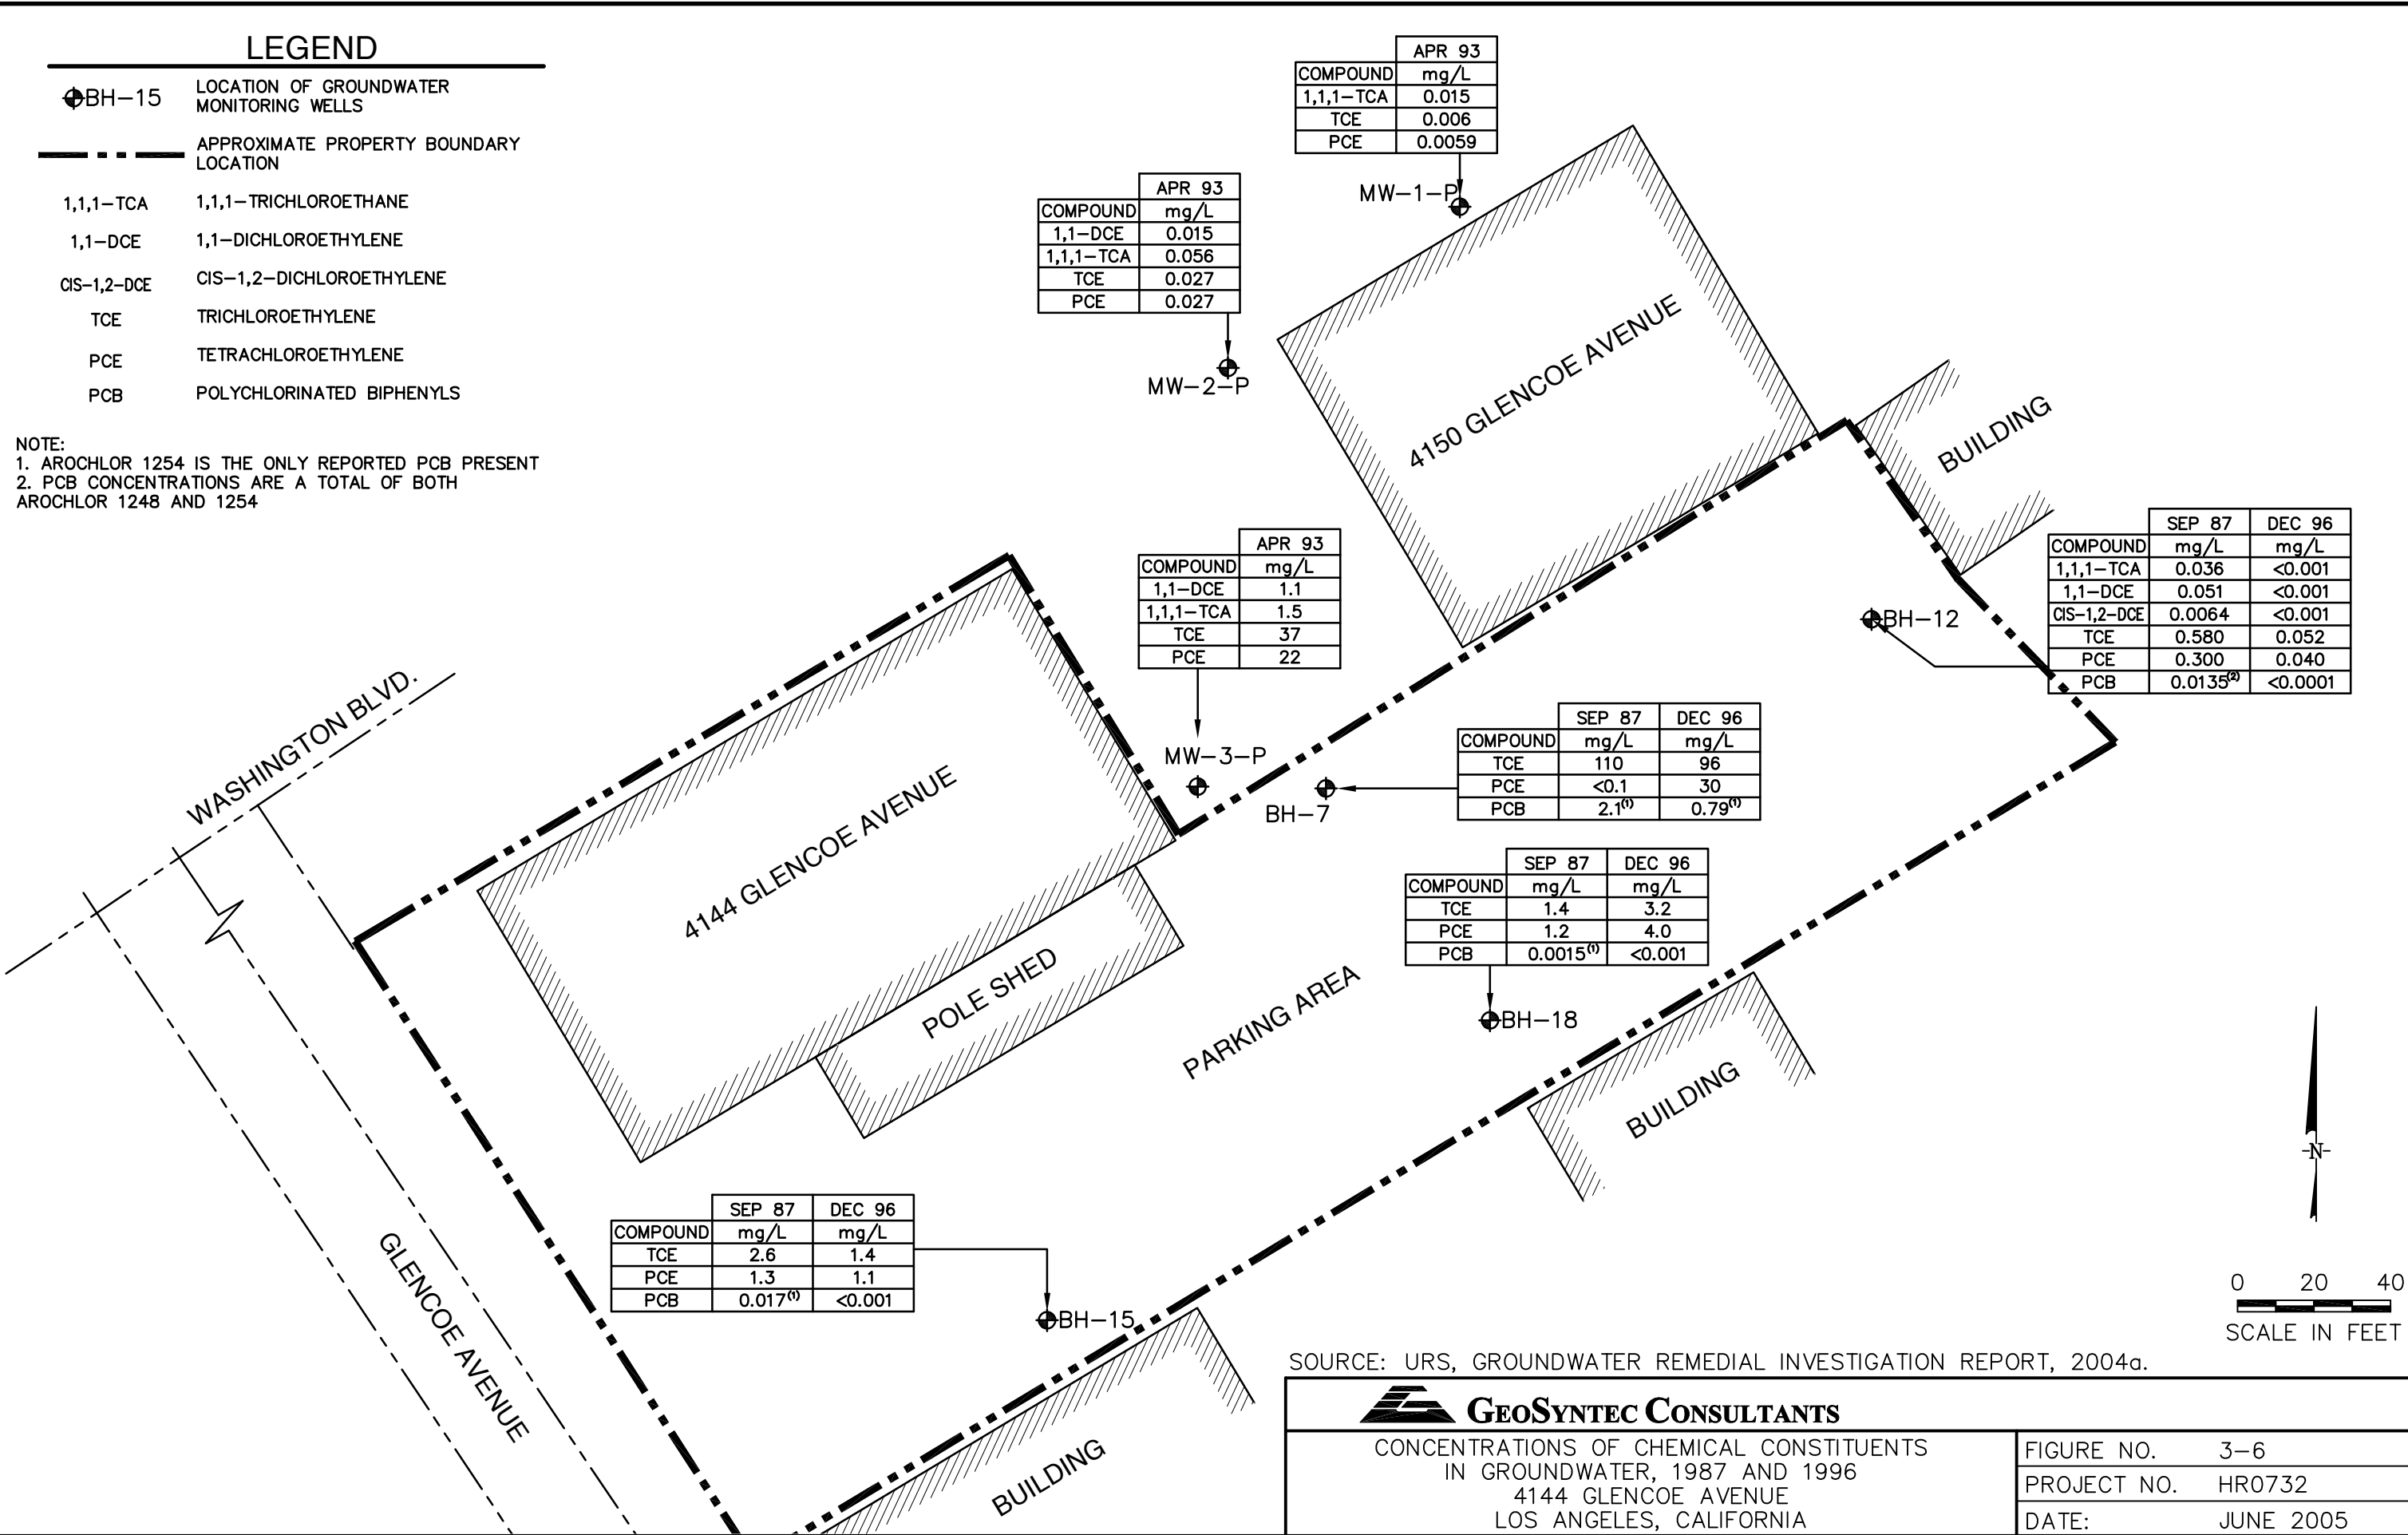 LEGEND
BH-15 LOCATION OF GROUNDWATER
MONITORING WELLS
APPROXIMATE PROPERTY BOUNDARY
LOCATION
1,1,1-TCA 1,1,1-TRICHLOROETHANE
1,1-DCE 1,1-DICHLOROETHYLENE
CIS-1,2-DCE CIS-1,2-DICHLOROETHYLENE
TCE TRICHLOROETHYLENE
PCE TETRACHLOROETHYLENE
PCB POLYCHLORINATED BIPHENYLS
NOTE:
1. AROCHLOR 1254 IS THE ONLY REPORTED PCB PRESENT
2. PCB CONCENTRATIONS ARE A TOTAL OF BOTH
AROCHLOR 1248 AND 1254
APR 93
COMPOUND mg/L
1,1,1-TCA 0.015
TCE 0.006
PCE 0.0059
MW-1-P
APR 93
COMPOUND mg/L
1,1-DCE 0.015
1,1,1-TCA 0.056
TCE 0.027
PCE 0.027
MW-2-P
4150 GLENCOE AVENUE
BUILDING
SEP 87 DEC 96
COMPOUND mg/L mg/L
1,1,1-TCA 0.036 <0.001
1,1-DCE 0.051 <0.001
CIS-1,2-DCE 0.0064 <0.001
TCE 0.580 0.052
PCE 0.300 0.040
PCB 0.0135(2) <0.0001
BH-12
APR 93
COMPOUND mg/L
1,1-DCE 1.1
1,1,1-TCA 1.5
TCE 37
PCE 22
MW-3-P
WASHINGTON BLVD.
4144 GLENCOE AVENUE
SEP 87 DEC 96
COMPOUND mg/L mg/L
TCE 110 96
PCE <0.1 30
PCB 2.1(1) 0.79(1)
BH-7
SEP 87 DEC 96
COMPOUND mg/L mg/L
TCE 1.4 3.2
PCE 1.2 4.0
PCB 0.0015(1) <0.001
BH-18
POLE SHED
PARKING AREA
BUILDING
-N-
SEP 87 DEC 96
COMPOUND mg/L mg/L
TCE 2.6 1.4
PCE 1.3 1.1
PCB 0.017(1) <0.001
BH-15
GLENCOE AVENUE
BUILDING
0 20 40
SCALE IN FEET
SOURCE: URS, GROUNDWATER REMEDIAL INVESTIGATION REPORT, 2004a.
GEOSYNTEC CONSULTANTS
CONCENTRATIONS OF CHEMICAL CONSTITUENTS
IN GROUNDWATER, 1987 AND 1996
4144 GLENCOE AVENUE
LOS ANGELES, CALIFORNIA
FIGURE NO. 3-6
PROJECT NO. HR0732
DATE: JUNE 2005